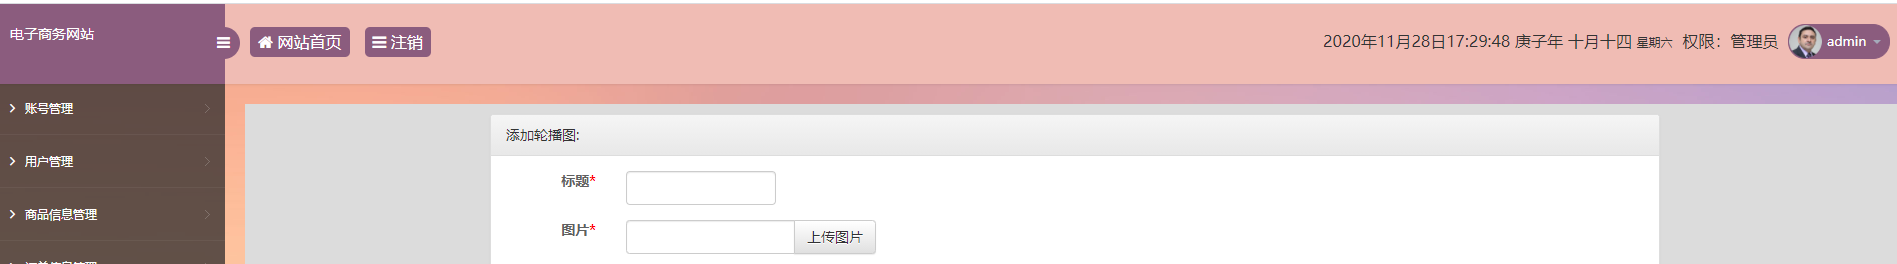 电子商务网站
网站首页 注销
2020年11月28日17:29:48 庚子年 十月十四 星期六 权限：管理员 admin
账号管理
用户管理
商品信息管理
添加轮播图:
标题*
图片* 上传图片